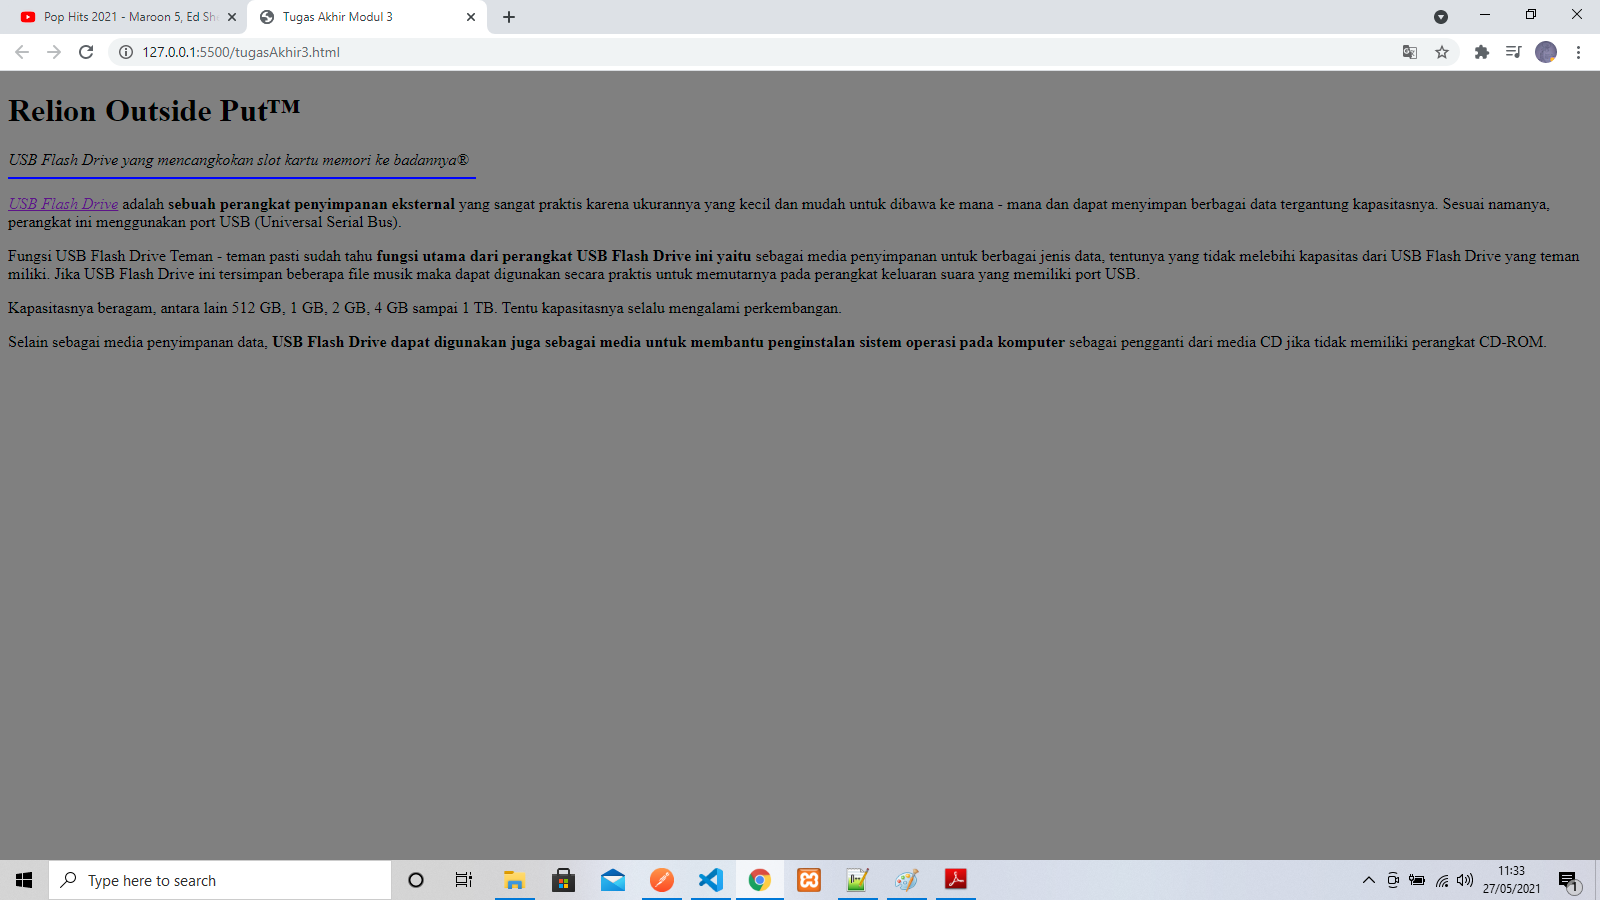 Pop Hits 2021 - Maroon 5, Ed Sh
Tugas Akhir Modul 3
127.0.0.1:5500/tugasAkhir3.html
Relion Outside Put™
USB Flash Drive yang mencangkokan slot kartu memori ke badannya®
USB Flash Drive adalah sebuah perangkat penyimpanan eksternal yang sangat praktis karena ukurannya yang kecil dan mudah untuk dibawa ke mana - mana dan dapat menyimpan berbagai data tergantung kapasitasnya. Sesuai namanya,
perangkat ini menggunakan port USB (Universal Serial Bus).
Fungsi USB Flash Drive Teman - teman pasti sudah tahu fungsi utama dari perangkat USB Flash Drive ini yaitu sebagai media penyimpanan untuk berbagai jenis data, tentunya yang tidak melebihi kapasitas dari USB Flash Drive yang teman
miliki. Jika USB Flash Drive ini tersimpan beberapa file musik maka dapat digunakan secara praktis untuk memutarnya pada perangkat keluaran suara yang memiliki port USB.
Kapasitasnya beragam, antara lain 512 GB, 1 GB, 2 GB, 4 GB sampai 1 TB. Tentu kapasitasnya selalu mengalami perkembangan.
Selain sebagai media penyimpanan data, USB Flash Drive dapat digunakan juga sebagai media untuk membantu penginstalan sistem operasi pada komputer sebagai pengganti dari media CD jika tidak memiliki perangkat CD-ROM.
Type here to search
11:33
27/05/2021
1